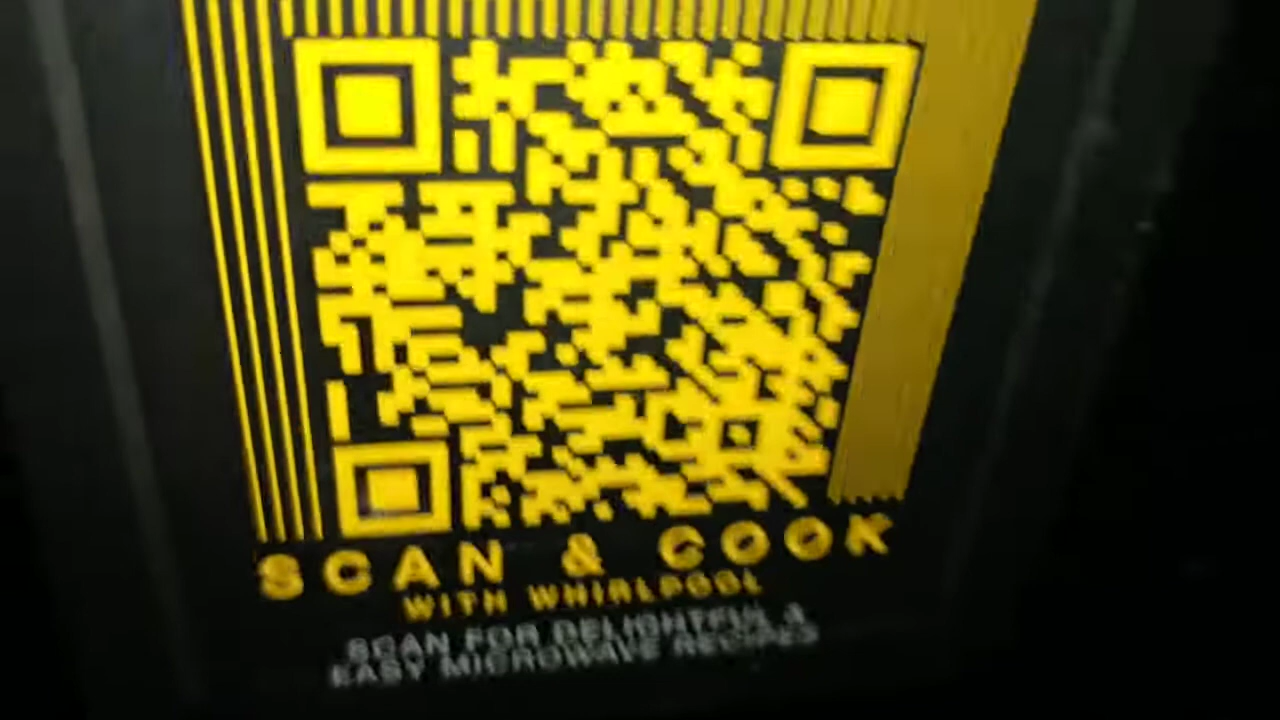 SCAN & COOK
WITH WHIRLPOOL
SCAN FOR DELIGHTFUL &
EASY MICROWAVE RECIPES